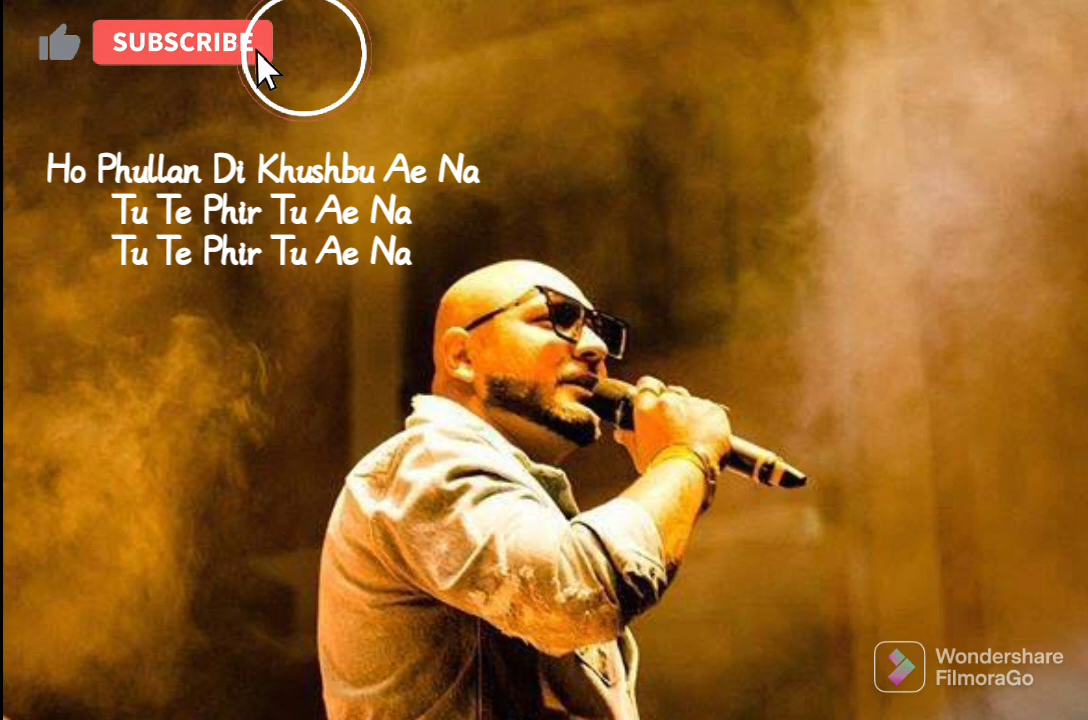 SUBSCRIBE
Ho Phullan Di Khushbu Ae Na
Tu Te Phir Tu Ae Na
Tu Te Phir Tu Ae Na
Wondershare
FilmoraGo